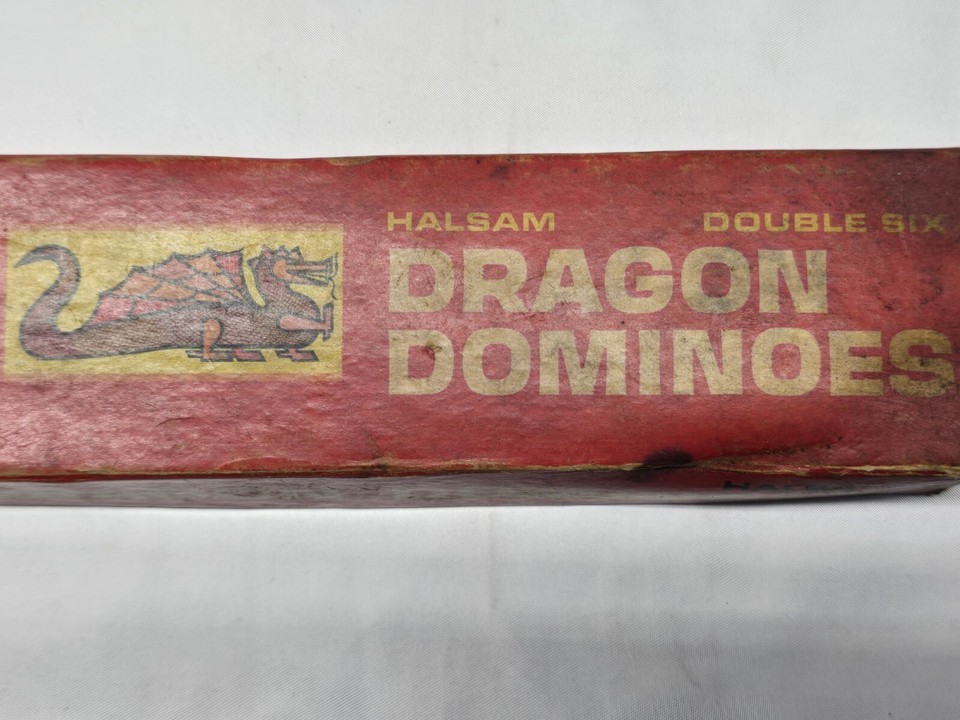 HALSAM DOUBLE SIX
DRAGON
DOMINOES